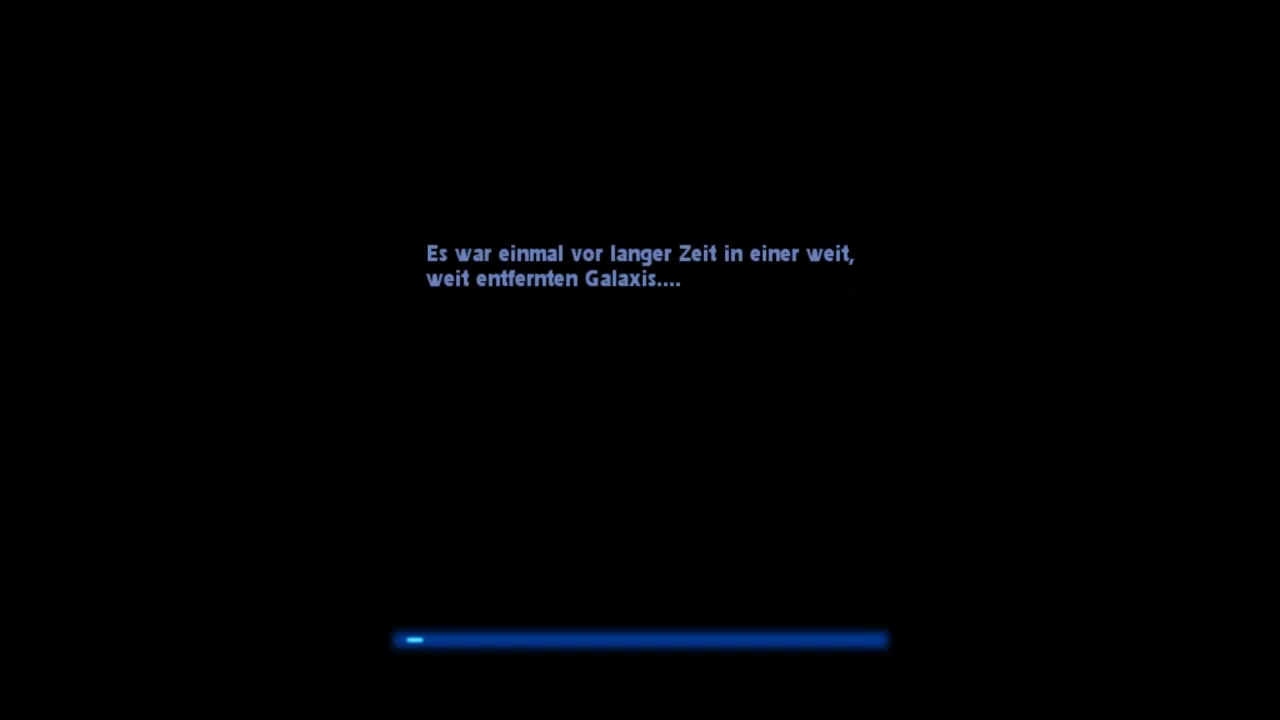 Es war einmal vor langer Zeit in einer weit,
weit entfernten Galaxis....